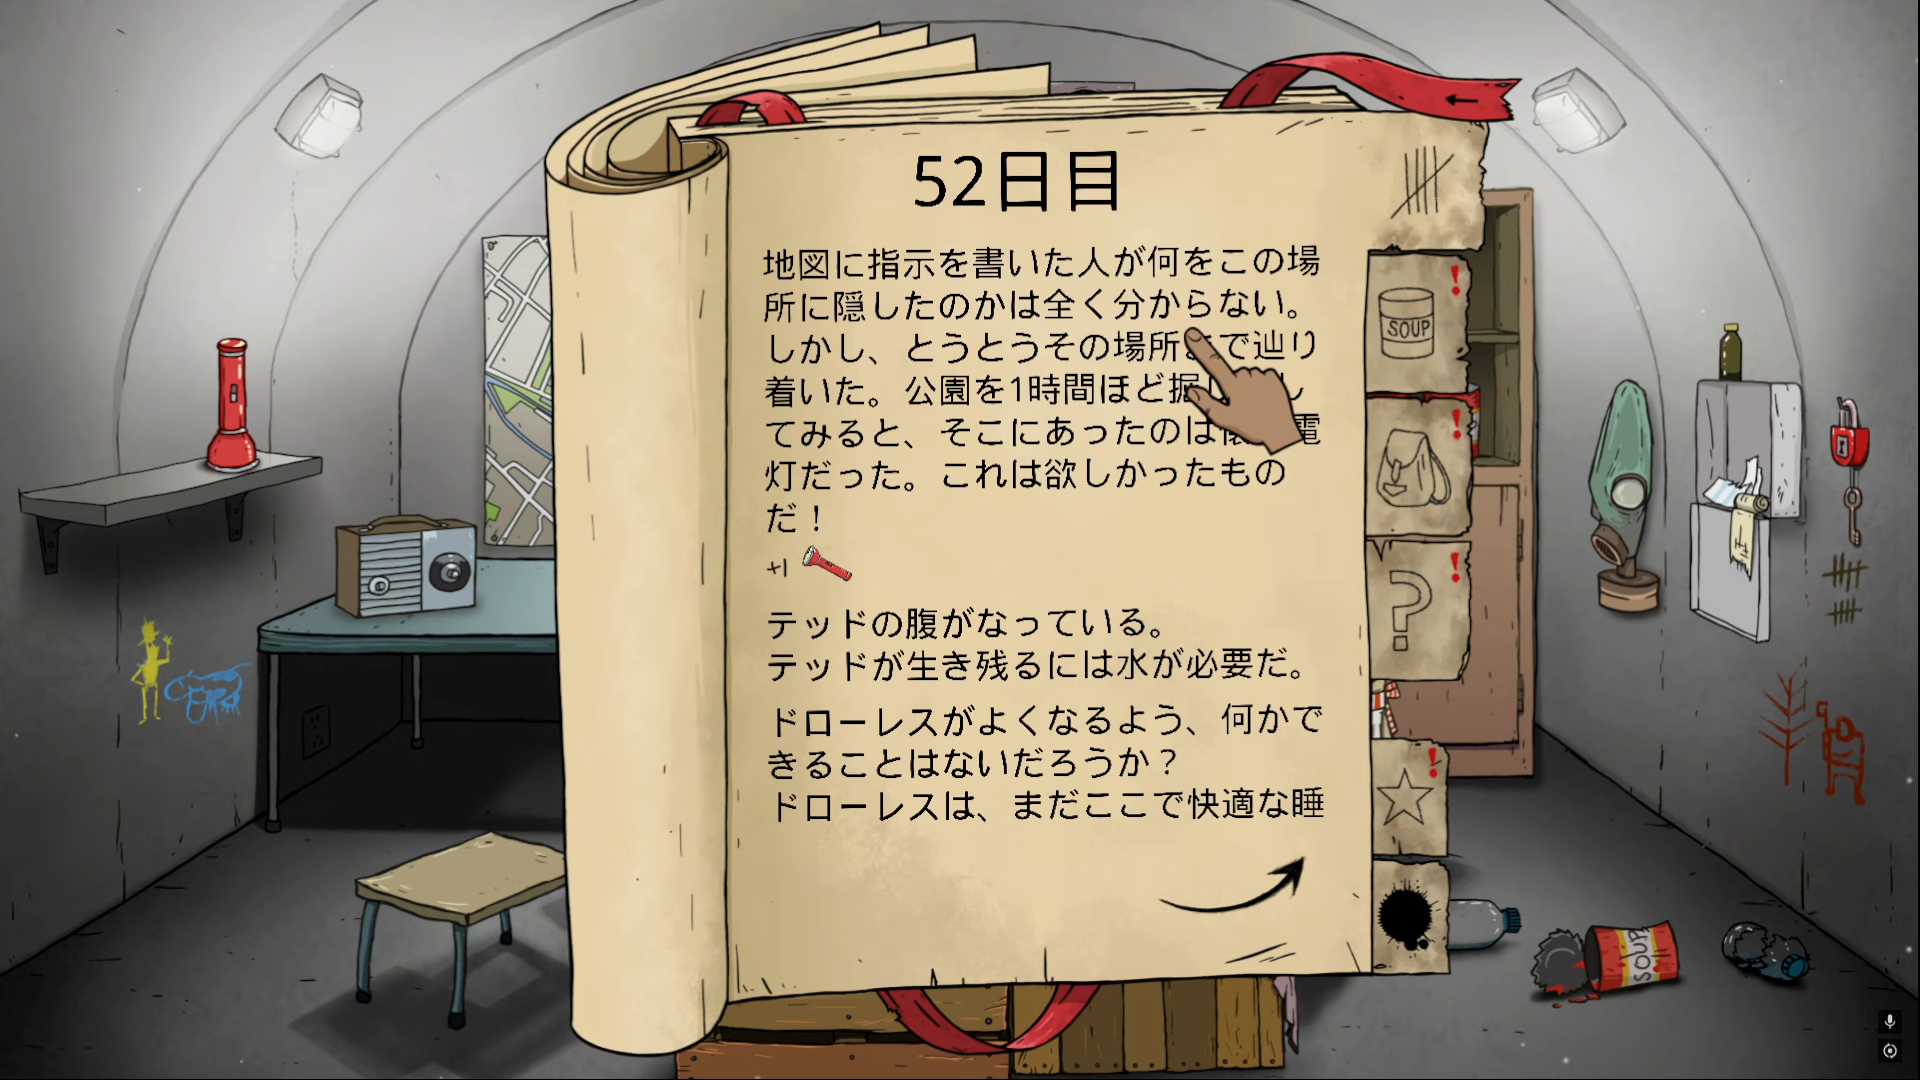 52日目
地図に指示を書いた人が何をこの場
所に隠したのかは全く分からない。
しかし、とうとうその場所まで辿り
着いた。公園を1時間ほど掘し
てみると、そこにあったのは電
灯だった。これは欲しかったもの
だ！
+1
テッドの腹がなっている。
テッドが生き残るには水が必要だ。
ドローレスがよくなるよう、何かで
きることはないだろうか？
ドローレスは、まだここで快適な睡
SOUP
SOUP